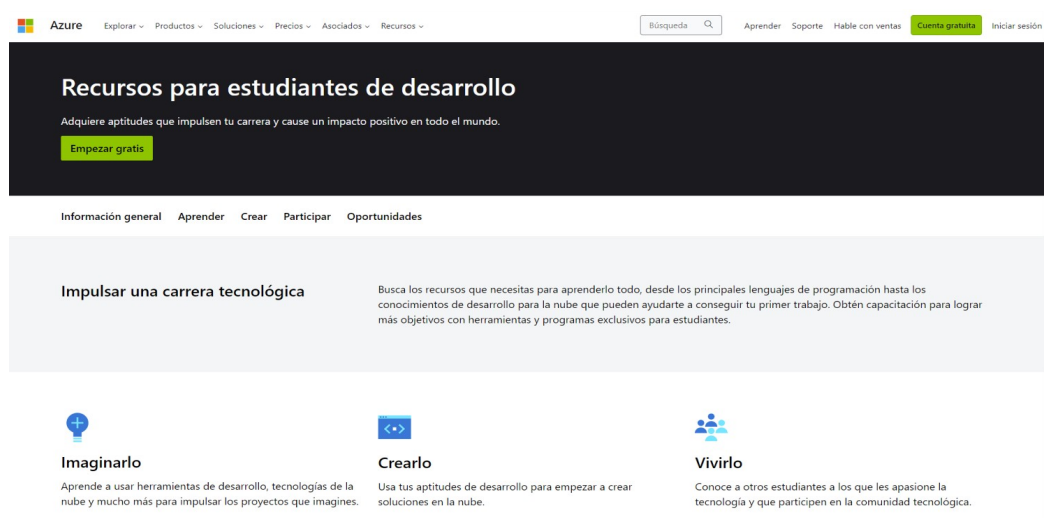 Azure Explorar Productos Soluciones Precios Asociados Recursos Búsqueda Aprender Soporte Hable con ventas Cuenta gratuita Iniciar sesión
Recursos para estudiantes de desarrollo
Adquiere aptitudes que impulsen tu carrera y cause un impacto positivo en todo el mundo.
Empezar gratis
Información general Aprender Crear Participar Oportunidades
Impulsar una carrera tecnológica
Busca los recursos que necesitas para aprenderlo todo, desde los principales lenguajes de programación hasta los
conocimientos de desarrollo para la nube que pueden ayudarte a conseguir tu primer trabajo. Obtén capacitación para lograr
más objetivos con herramientas y programas exclusivos para estudiantes.
Imaginarlo
Aprende a usar herramientas de desarrollo, tecnologías de la
nube y mucho más para impulsar los proyectos que imagines.
Crearlo
Usa tus aptitudes de desarrollo para empezar a crear
soluciones en la nube.
Vivirlo
Conoce a otros estudiantes a los que les apasione la
tecnología y que participen en la comunidad tecnológica.